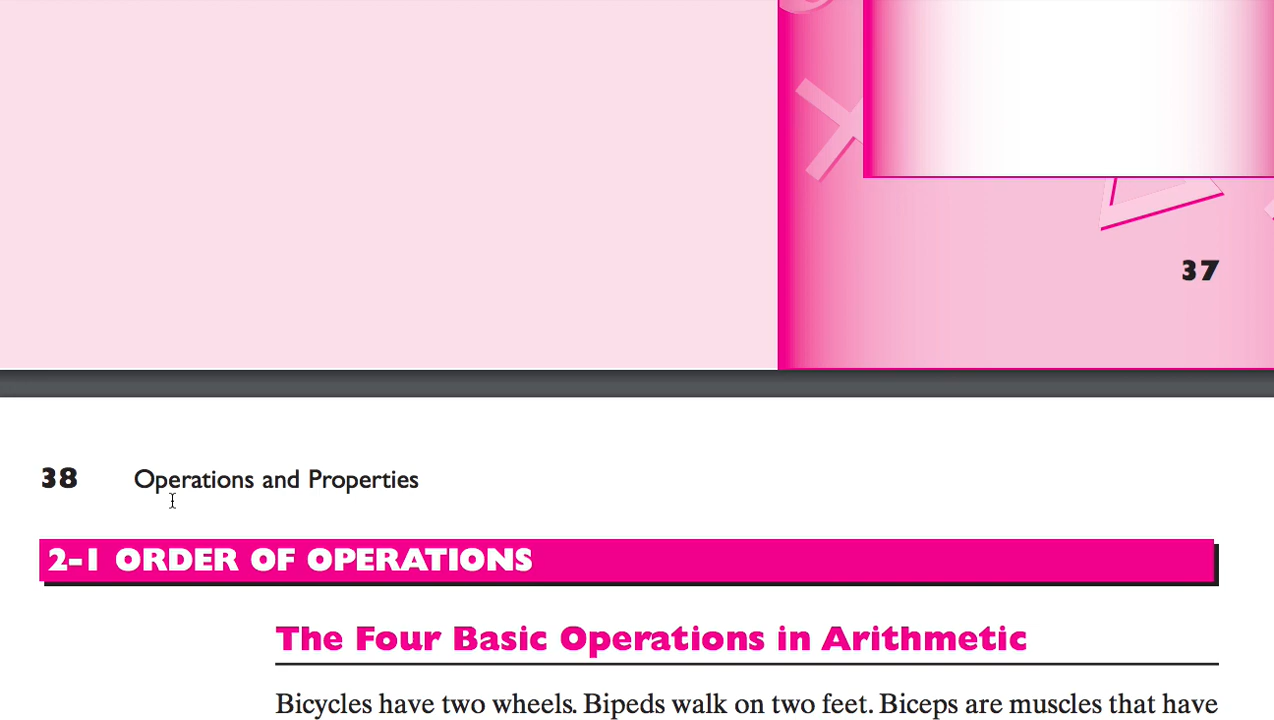 37
38 Operations and Properties
2-1 ORDER OF OPERATIONS
The Four Basic Operations in Arithmetic
Bicycles have two wheels. Bipeds walk on two feet. Biceps are muscles that have